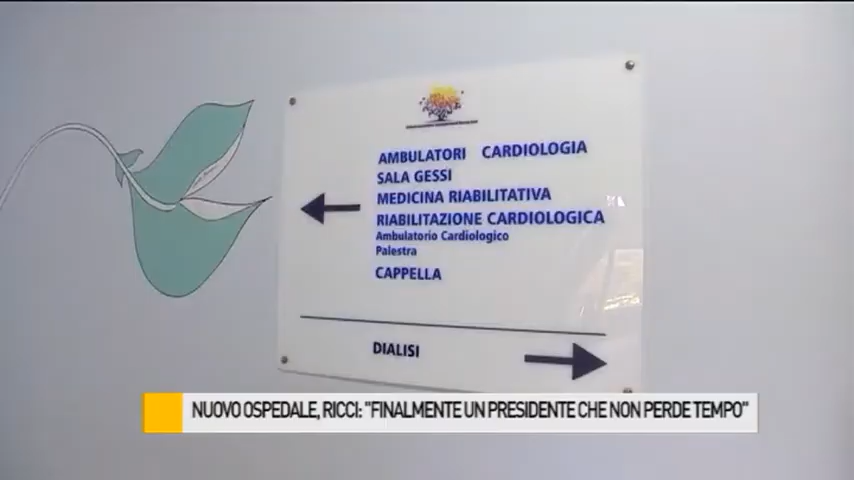 AMBULATORI CARDIOLOGIA
SALA GESSI
MEDICINA RIABILITATIVA
RIABILITAZIONE CARDIOLOGICA
Ambulatorio Cardiologico
Palestra
CAPPELLA
DIALISI
NUOVO OSPEDALE, RICCI: "FINALMENTE UN PRESIDENTE CHE NON PERDE TEMPO"